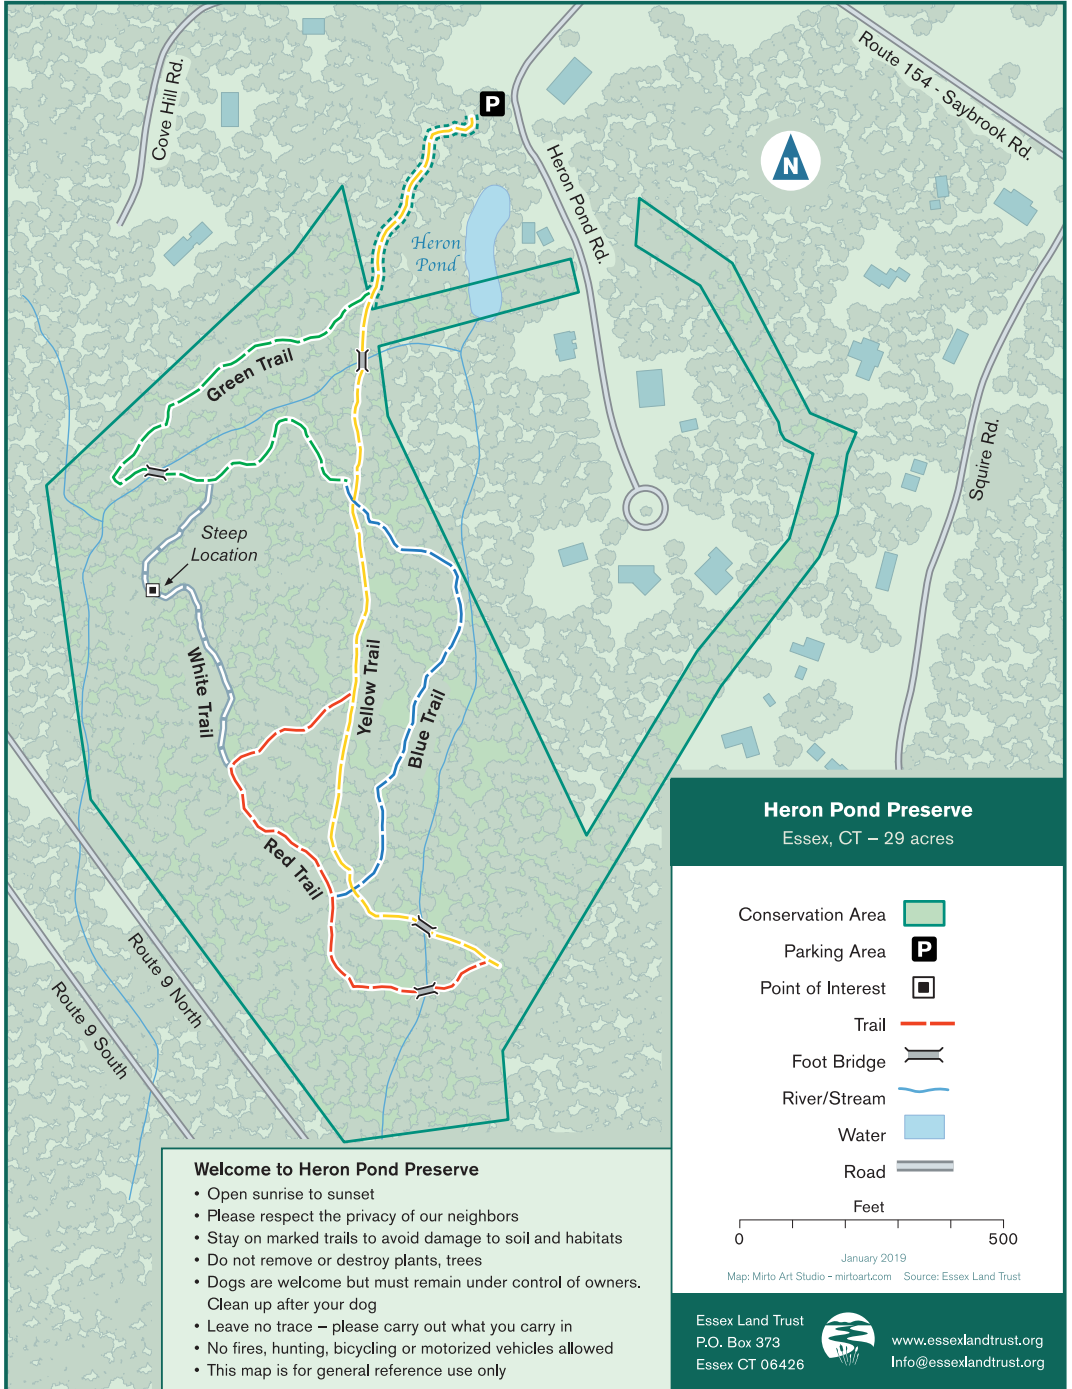 Cove Hill Rd.
P
Route 154 - Saybrook Rd.
Heron Pond Rd.
N
Heron
Pond
Green Trail
Squire Rd.
Steep
Location
White Trail
Yellow Trail
Blue Trail
Red Trail
Route 9 North
Route 9 South
Heron Pond Preserve
Essex, CT – 29 acres
Conservation Area
Parking Area P
Point of Interest
Trail
Foot Bridge
River/Stream
Water
Road
Feet
0 500
January 2019
Map: Mirto Art Studio – mirtoart.com Source: Essex Land Trust
Welcome to Heron Pond Preserve
• Open sunrise to sunset
• Please respect the privacy of our neighbors
• Stay on marked trails to avoid damage to soil and habitats
• Do not remove or destroy plants, trees
• Dogs are welcome but must remain under control of owners.
Clean up after your dog
• Leave no trace – please carry out what you carry in
• No fires, hunting, bicycling or motorized vehicles allowed
• This map is for general reference use only
Essex Land Trust
P.O. Box 373
Essex CT 06426
www.essexlandtrust.org
Info@essexlandtrust.org